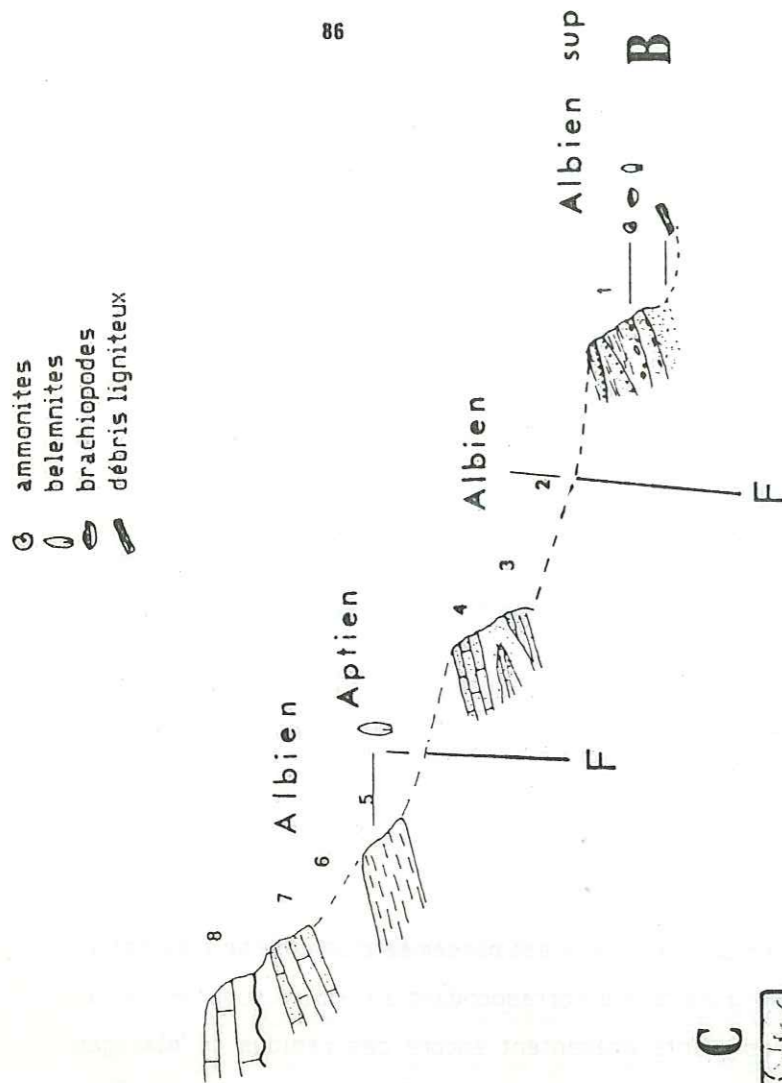 86
ammonites
belemnites
brachiopodes
débris ligniteux
Albien sup
B
1
Albien
2
F
3
4
Aptien
5
F
Albien
6
7
8
C